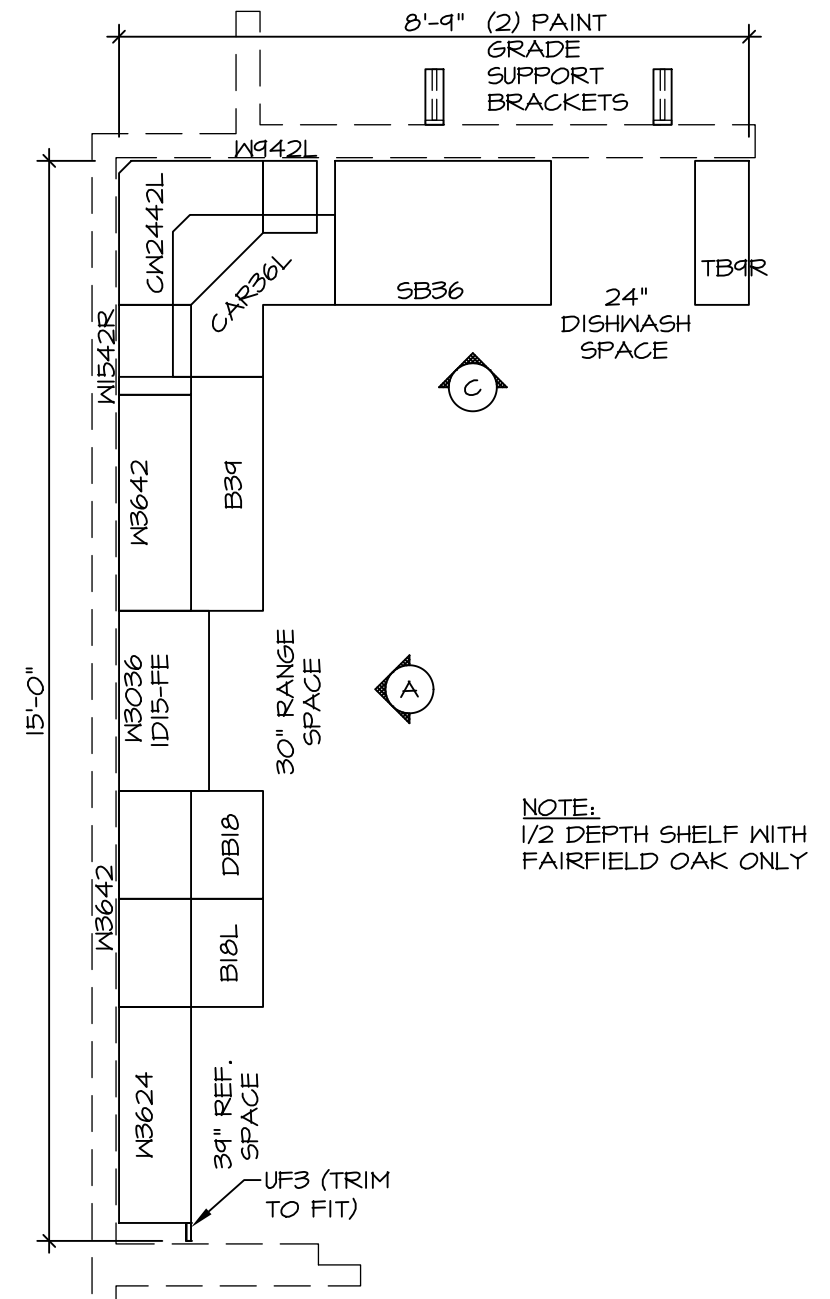 8'-9" (2) PAINT
GRADE
SUPPORT
BRACKETS
W942L
CW2442L
CAR36L
SB36
TB9R
24"
DISHWASH
SPACE
W1542R
C
W3642
B39
W3036
1D15-FE
30" RANGE
SPACE
A
15'-0"
NOTE:
1/2 DEPTH SHELF WITH
FAIRFIELD OAK ONLY
DB18
W3642
B18L
W3624
39" REF.
SPACE
UF3 (TRIM
TO FIT)